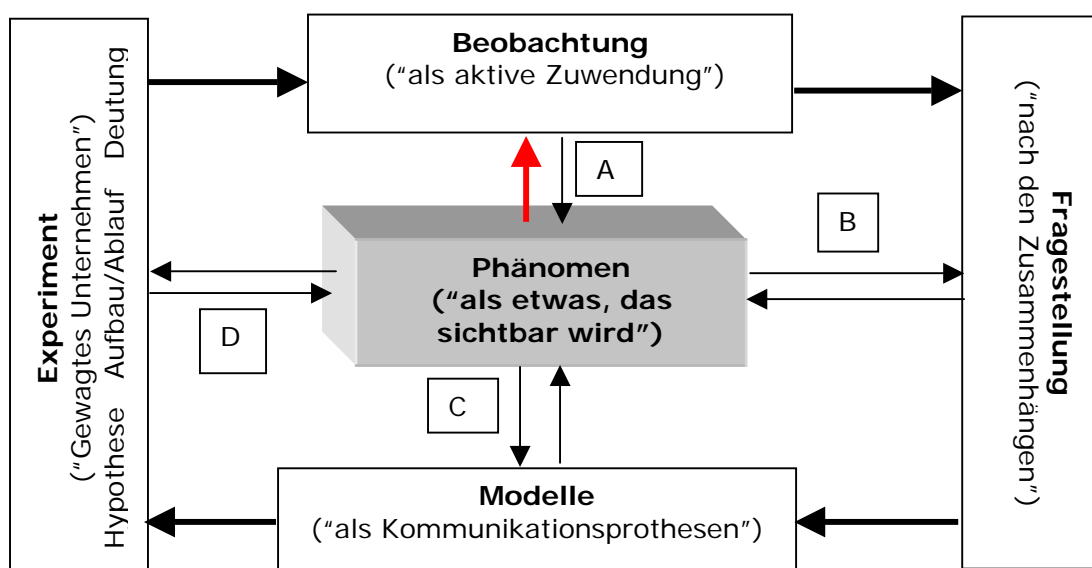 Beobachtung
(“als aktive Zuwendung”)
A
B
Phänomen
(“als etwas, das
sichtbar wird”)
C
D
Modelle
(“als Kommunikationsprothesen”)
Experiment
(“Gewagtes Unternehmen”)
Hypothese Aufbau/Ablauf Deutung
Fragestellung
(“nach den Zusammenhängen”)